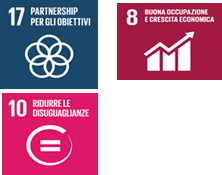 17 PARTNERSHIP
PER GLI OBIETTIVI
8 BUONA OCCUPAZIONE
E CRESCITA ECONOMICA
10 RIDURRE LE
DISUGUAGLIANZE